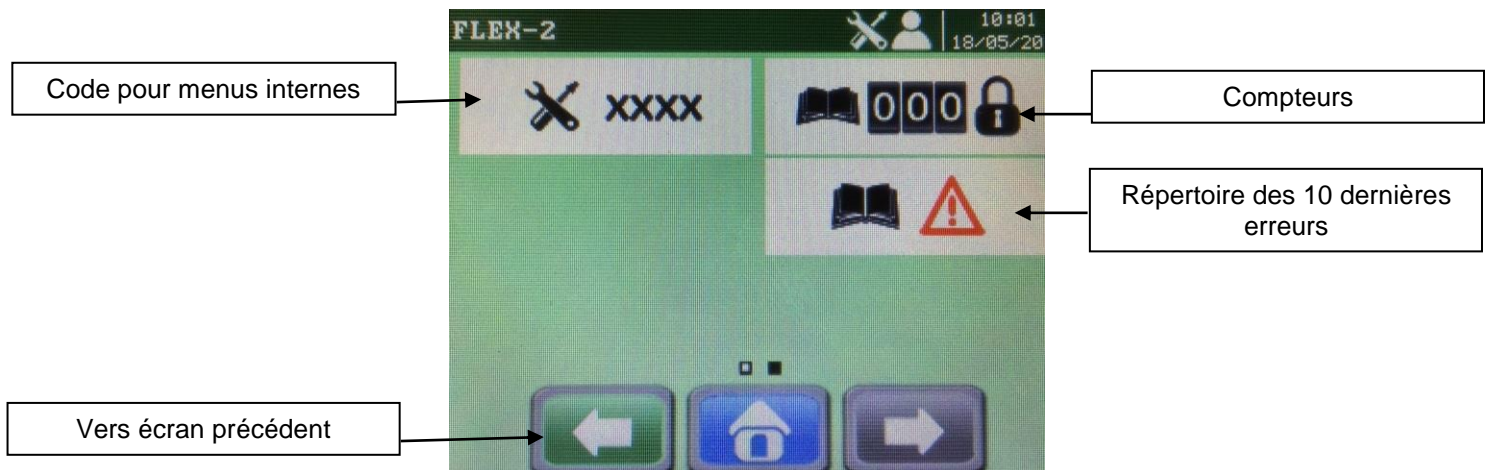 FLEX-2
10:01
18/05/20
Code pour menus internes
XXXX
000
Compteurs
Répertoire des 10 dernières
erreurs
Vers écran précédent